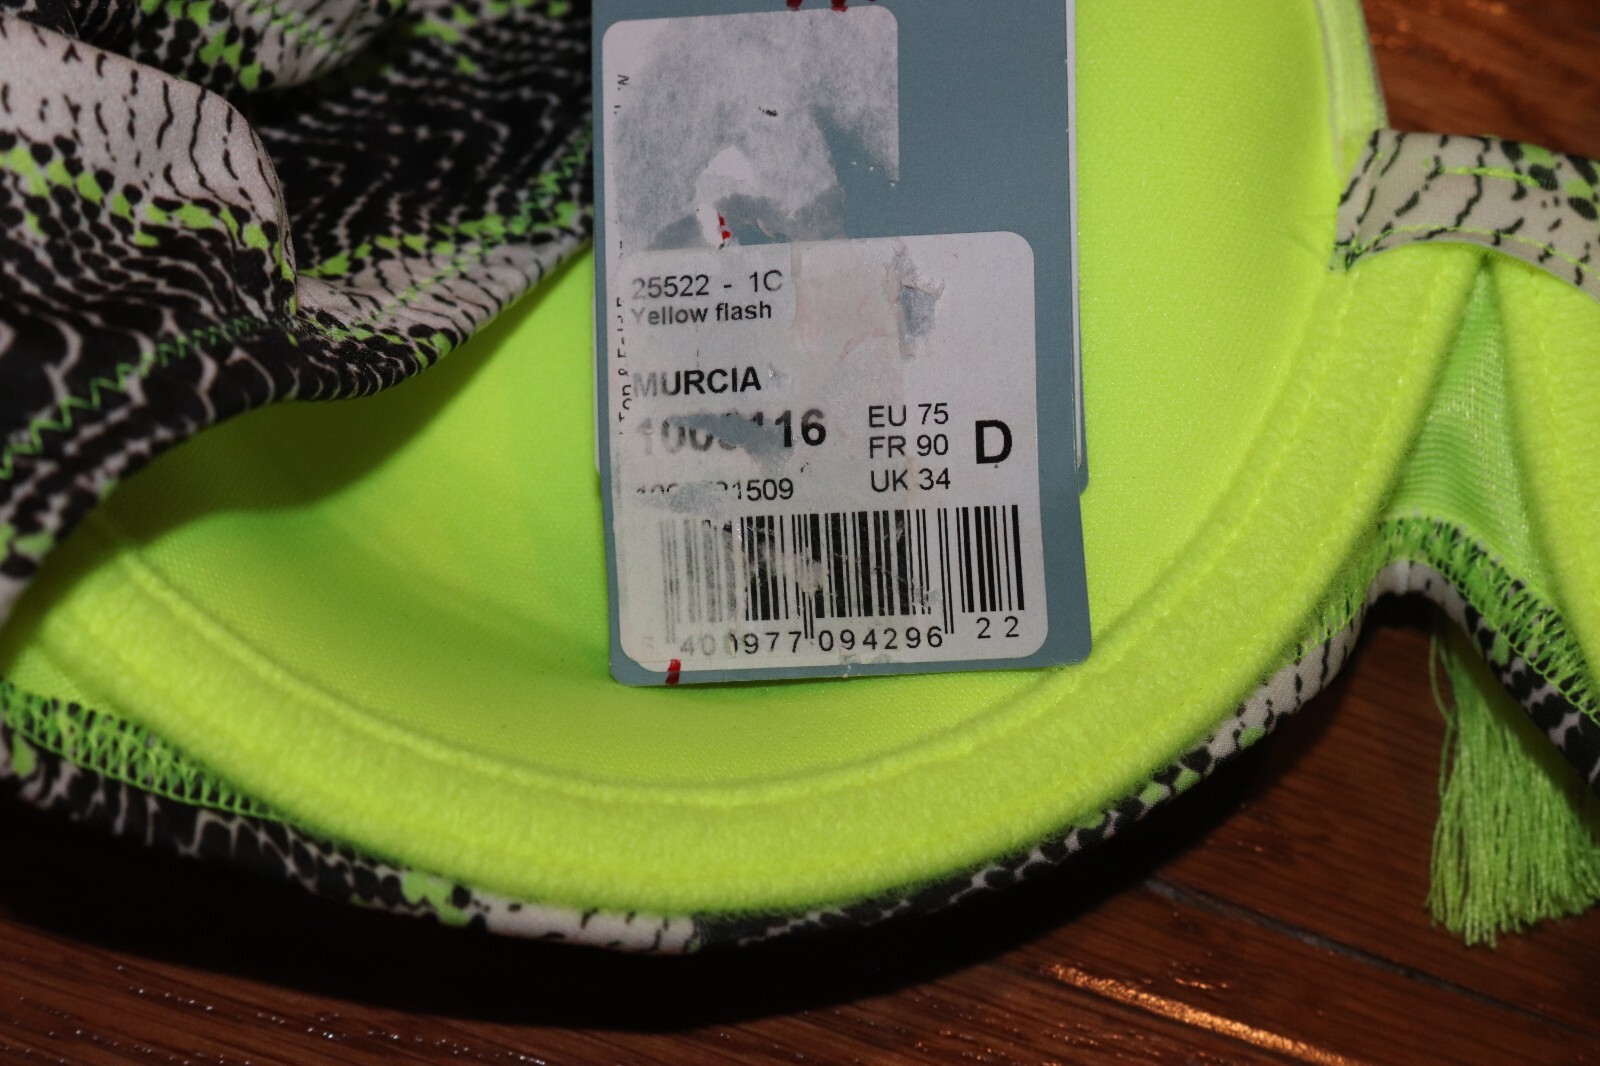 25522 - 1C
Yellow flash
MURCIA
EU 75
FR 90
UK 34
D
400977 094296 22